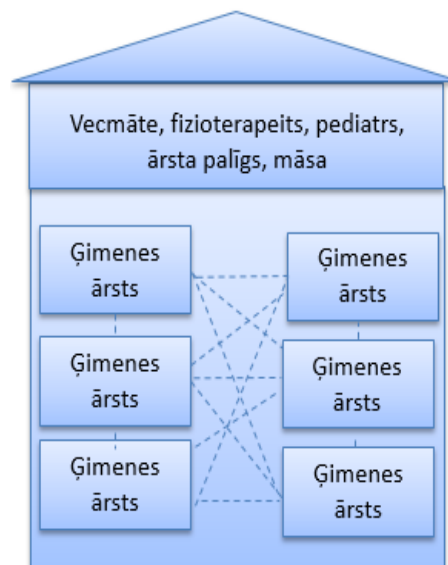 Vecmāte, fizioterapeits, pediatrs,
ārsta palīgs, māsa
Ģimenes
ārsts
Ģimenes
ārsts
Ģimenes
ārsts
Ģimenes
ārsts
Ģimenes
ārsts
Ģimenes
ārsts